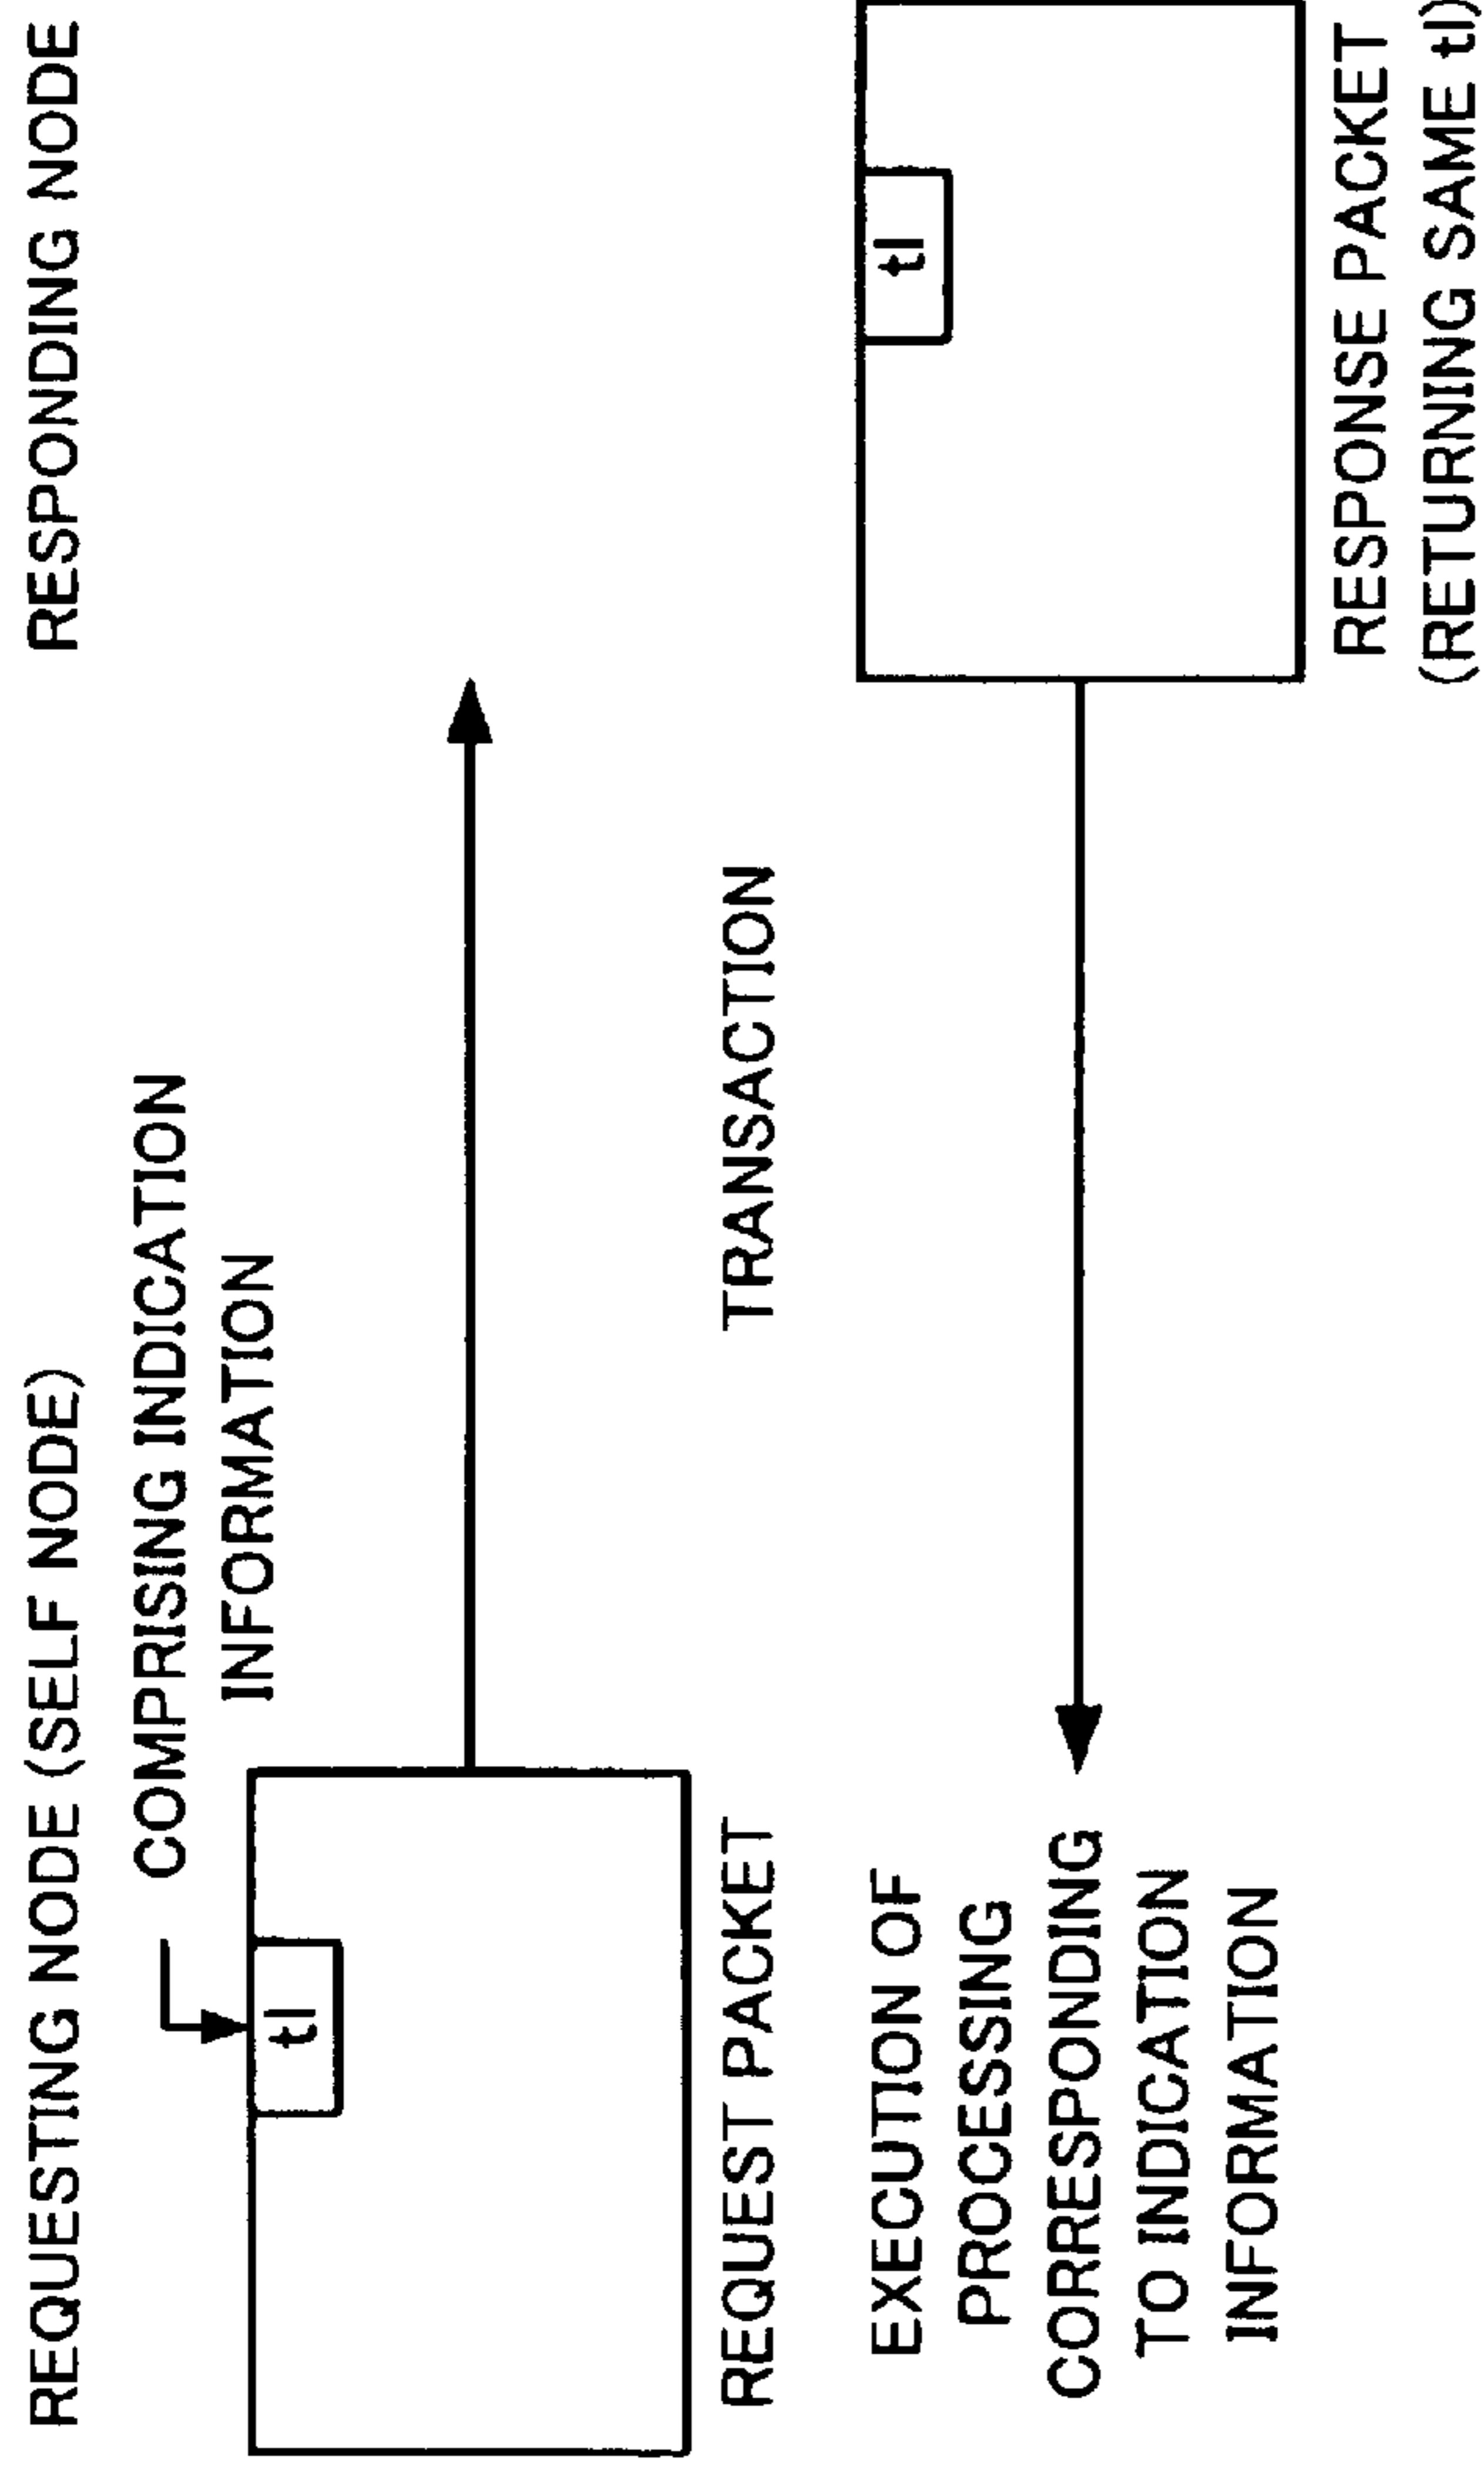 REQUESTING NODE (SELF NODE)
RESPONDING NODE
COMPRISING INDICATION
INFORMATION
tl
REQUEST PACKET
TRANSACTION
EXECUTION OF
PROCESSING
CORRESPONDING
TO INDICATION
INFORMATION
tl
RESPONSE PACKET
(RETURNING SAME tl)